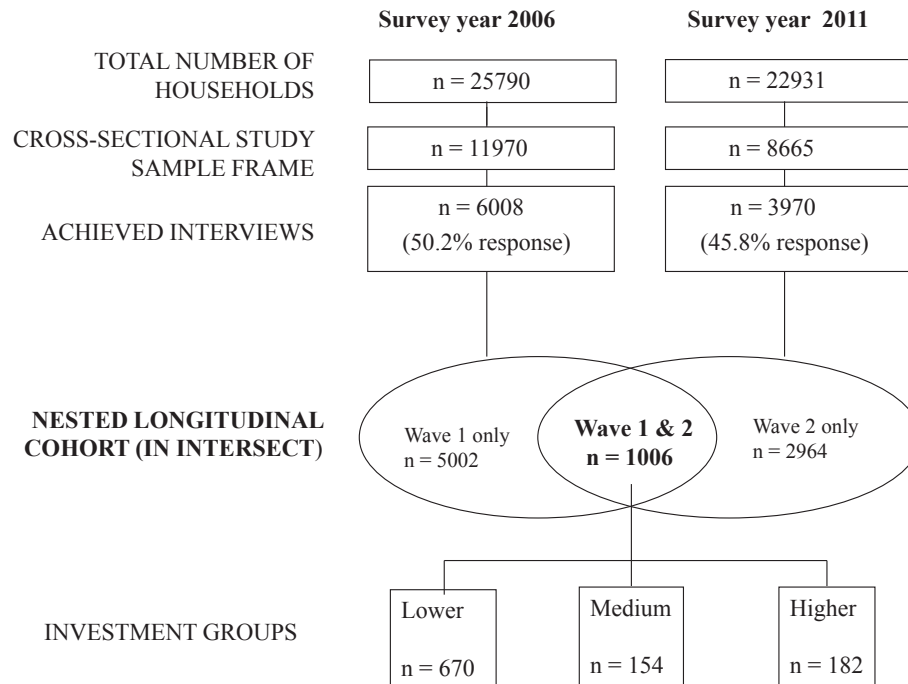 Survey year 2006
Survey year  2011
TOTAL NUMBER OF
HOUSEHOLDS
n = 25790
n = 22931
CROSS-SECTIONAL STUDY
SAMPLE FRAME
n = 11970
n = 8665
ACHIEVED INTERVIEWS
n = 6008
(50.2% response)
n = 3970
(45.8% response)
NESTED LONGITUDINAL
COHORT (IN INTERSECT)
Wave 1 only
n = 5002
Wave 1 & 2
n = 1006
Wave 2 only
n = 2964
INVESTMENT GROUPS
Lower
n = 670
Medium
n = 154
Higher
n = 182